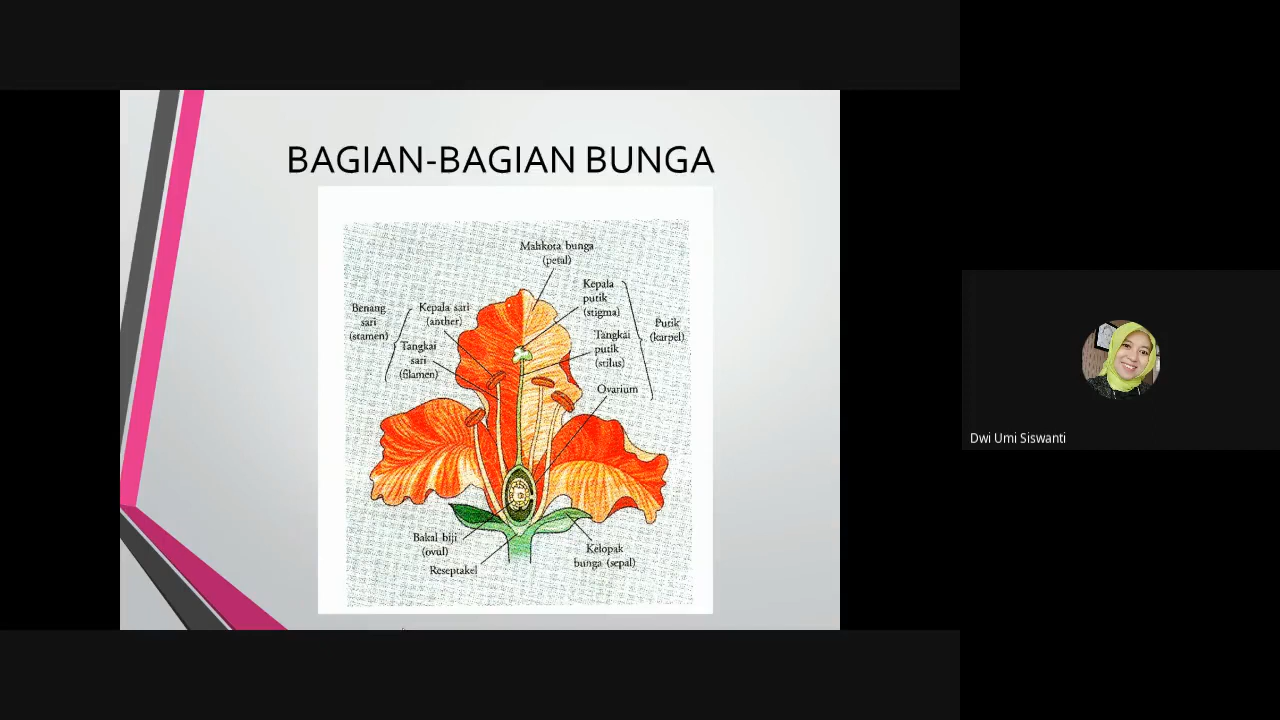 BAGIAN-BAGIAN BUNGA
Mahkota bunga
(petal)
Kepala
putik
(stigma)
Benang
sari
(stamen)
Kepala sari
(anther)
Putik
(karpel)
Tangkai
putik
(stilus)
Tangkai
sari
(filamen)
Ovarium
Bakal biji
(ovul)
Reseptakel
Kelopak
bunga (sepal)
Dwi Umi Siswanti